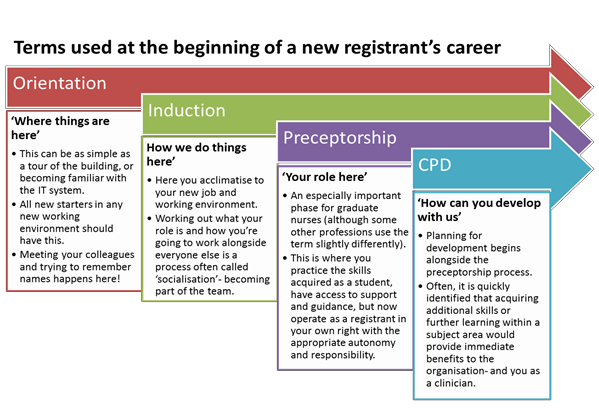 Terms used at the beginning of a new registrant's career
Orientation
'Where things are
here'
• This can be as simple as
a tour of the building, or
becoming familiar with
the IT system.
• All new starters in any
new working
environment should
have this.
• Meeting your colleagues
and trying to remember
names happens here!
Induction
How we do things
here'
• Here you acclimatise to
your new job and
working environment.
• Working out what your
role is and how you're
going to work alongside
everyone else is a
process often called
'socialisation'- becoming
part of the team.
Preceptorship
'Your role here'
• An especially important
phase for graduate
nurses (although some
other professions use the
term slightly differently).
• This is where you
practice the skills
acquired as a student,
have access to support
and guidance, but now
operate as a registrant in
your own right with the
appropriate autonomy
and responsibility.
CPD
'How can you develop
with us'
• Planning for
development begins
alongside the
preceptorship process.
• Often, it is quickly
identified that acquiring
additional skills or
further learning within a
subject area would
provide immediate
benefits to the
organisation- and you as
a clinician.